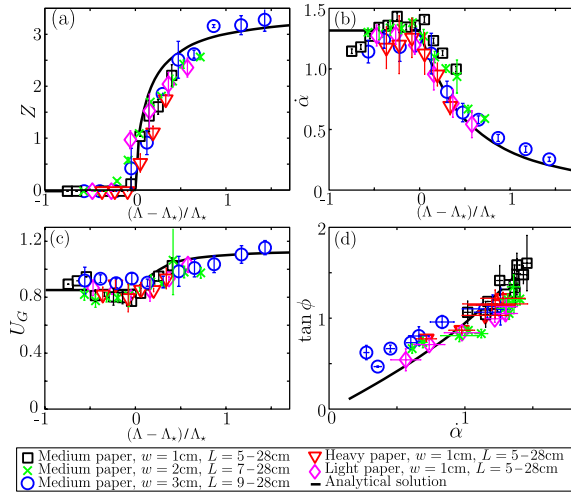 (a)
Z
3
2
1
0
-1
0
1
(Λ − Λ⋆)/Λ⋆
(b)
α̇
1.5
1.0
0.5
0
-1
0
1
(Λ − Λ⋆)/Λ⋆
(c)
U_G
1.2
0.8
0.4
0
-1
0
1
(Λ − Λ⋆)/Λ⋆
(d)
tan ϕ
2
1
0
0
0.1
α
□ Medium paper, w = 1cm, L = 5−28cm
× Medium paper, w = 2cm, L = 7−28cm
○ Medium paper, w = 3cm, L = 9−28cm
▽ Heavy paper, w = 1cm, L = 5−28cm
◇ Light paper, w = 1cm, L = 5−28cm
Analytical solution